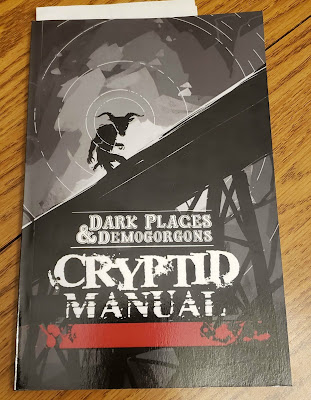 DARK PLACES
& DEMOGORGONS
CRYPTID
MANUAL